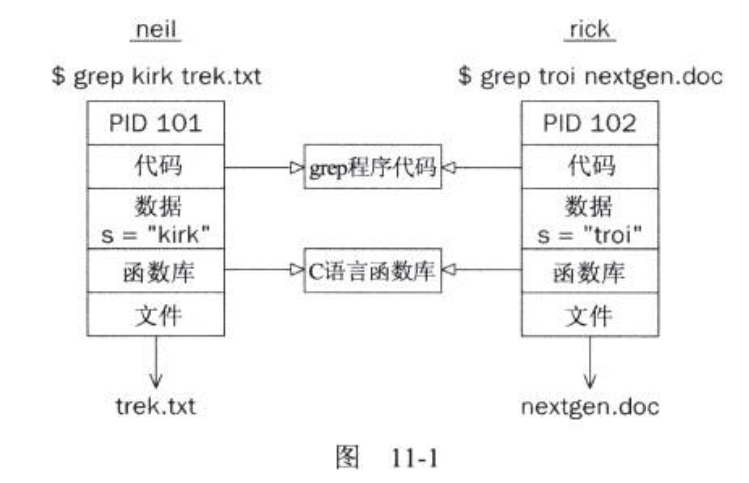 neil
rick
$ grep kirk trek.txt
$ grep troi nextgen.doc
PID 101
代码
数据
s = "kirk"
函数库
文件
trek.txt
grep程序代码
C语言函数库
PID 102
代码
数据
s = "troi"
函数库
文件
nextgen.doc
图 11-1